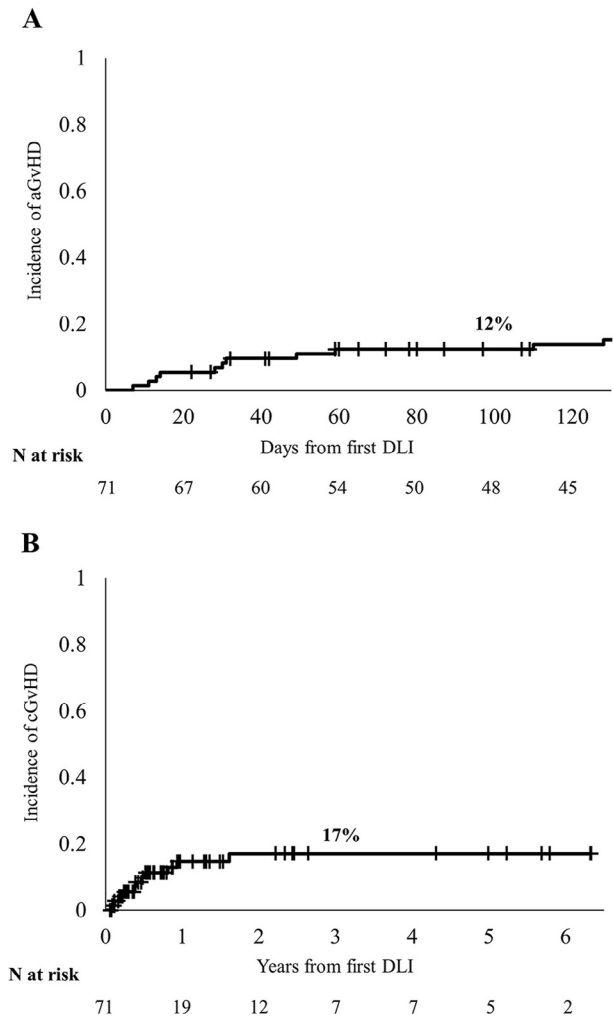 A
1
0.8
0.6
0.4
0.2
0
Incidence of aGvHD
12%
0 20 40 60 80 100 120
Days from first DLI
N at risk
71 67 60 54 50 48 45
B
1
0.8
0.6
0.4
0.2
0
Incidence of cGvHD
17%
0 1 2 3 4 5 6
Years from first DLI
N at risk
71 19 12 7 7 5 2